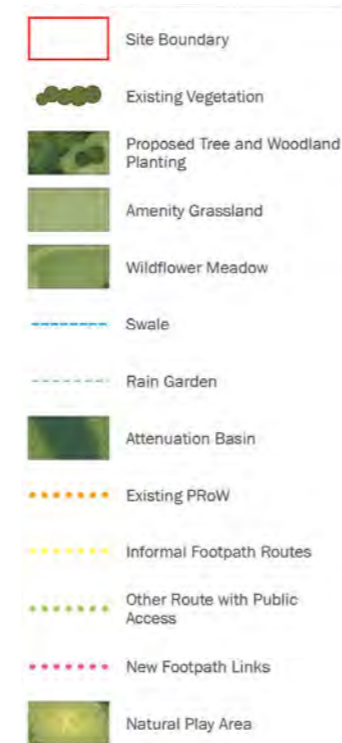 Site Boundary
Existing Vegetation
Proposed Tree and Woodland
Planting
Amenity Grassland
Wildflower Meadow
Swale
Rain Garden
Attenuation Basin
Existing PRoW
Informal Footpath Routes
Other Route with Public
Access
New Footpath Links
Natural Play Area